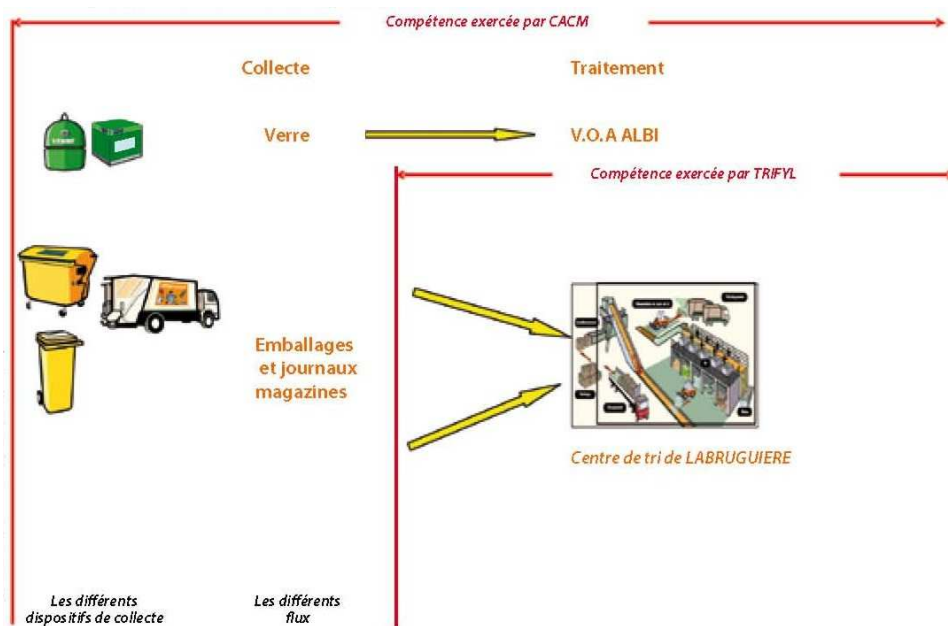 Compétence exercée par CACM
Collecte
Traitement
Verre
V.O.A ALBI
Compétence exercée par TRIFYL
Emballages
et journaux
magazines
Centre de tri de LABRUGUIERE
Les différents
dispositifs de collecte
Les différents
flux